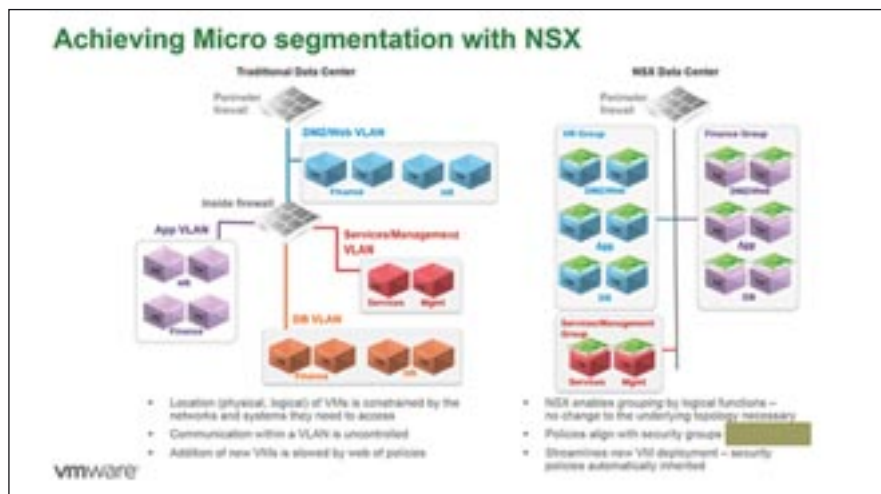 Achieving Micro segmentation with NSX
Traditional Data Center
Perimeter
firewall
DMZ/Web VLAN
Finance
HR
Inside firewall
App VLAN
HR
Finance
Services/Management
VLAN
Services
Mgmt
DB VLAN
Finance
HR
• Location (physical, logical) of VMs is constrained by the
networks and systems they need to access
• Communication within a VLAN is uncontrolled
• Addition of new VMs is slowed by web of policies
NSX Data Center
Perimeter
firewall
HR Group
DMZ/Web
App
DB
Finance Group
DMZ/Web
App
DB
Services/Management
Group
Services
Mgmt
• NSX enables grouping by logical functions –
no change to the underlying topology necessary
• Policies align with security groups
• Streamlines new VM deployment – security
policies automatically inherited
vmware